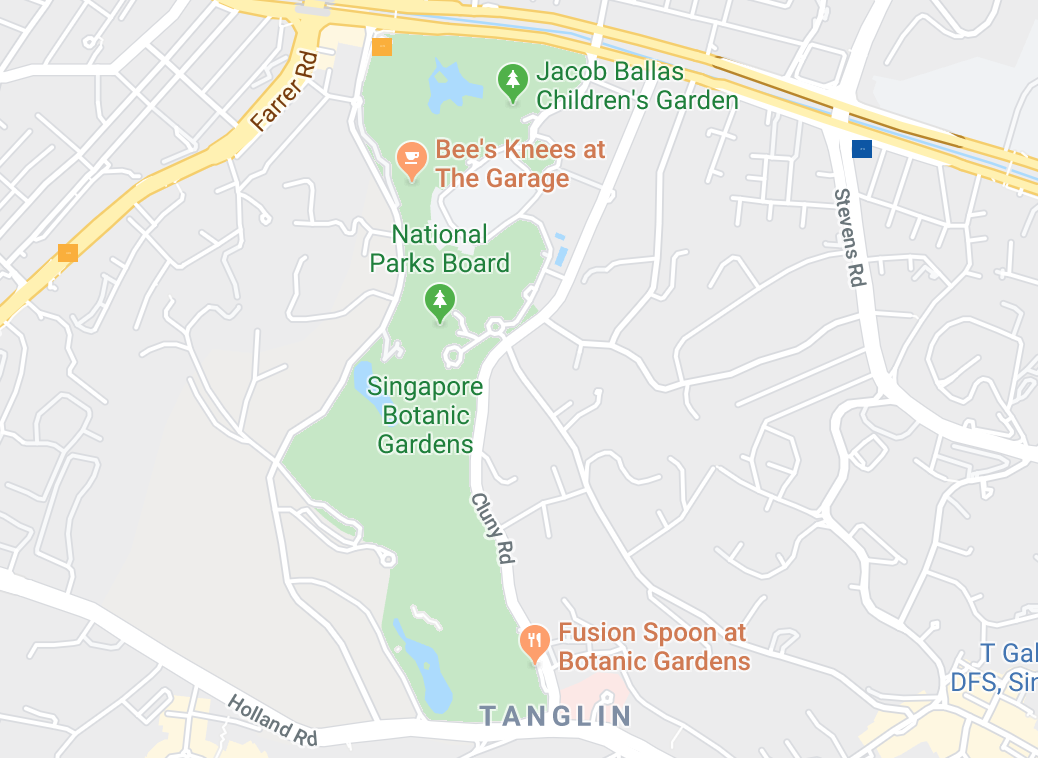 Farrer Rd
Jacob Ballas
Children's Garden
Bee's Knees at
The Garage
National
Parks Board
Stevens Rd
Singapore
Botanic
Gardens
Cluny Rd
Fusion Spoon at
Botanic Gardens
T Gal
DFS, Sin
Holland Rd
TANGLIN